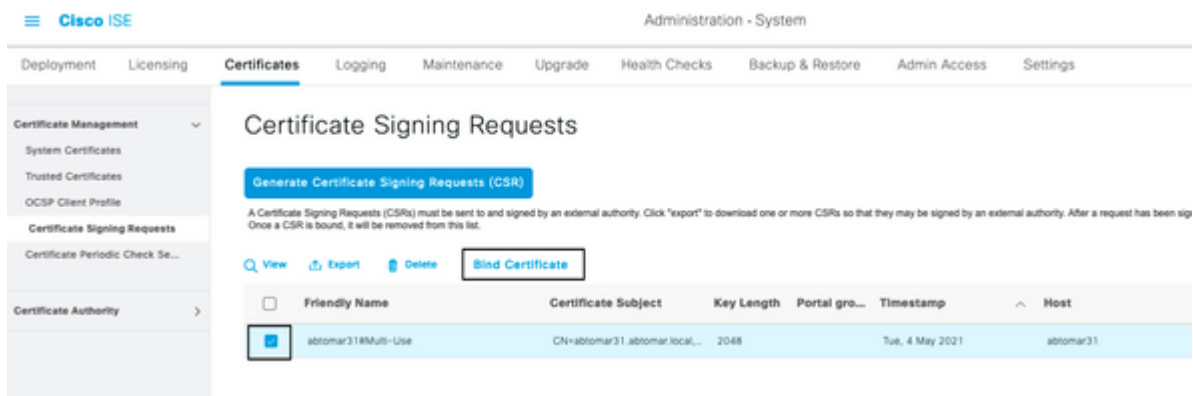 Cisco ISE
Administration - System
Deployment Licensing Certificates Logging Maintenance Upgrade Health Checks Backup & Restore Admin Access Settings
Certificate Management
System Certificates
Trusted Certificates
OCSP Client Profile
Certificate Signing Requests
Certificate Periodic Check Se...
Certificate Authority
Certificate Signing Requests
Generate Certificate Signing Requests (CSR)
A Certificate Signing Requests (CSRs) must be sent to and signed by an external authority. Click "export" to download one or more CSRs so that they may be signed by an external authority. After a request has been sig
Once a CSR is bound, it will be removed from this list.
View Export Delete Bind Certificate
Friendly Name Certificate Subject Key Length Portal gro... Timestamp Host
abtomar31#Multi-Use CN=abtomar31.abtomar.local,... 2048 Tue, 4 May 2021 abtomar31